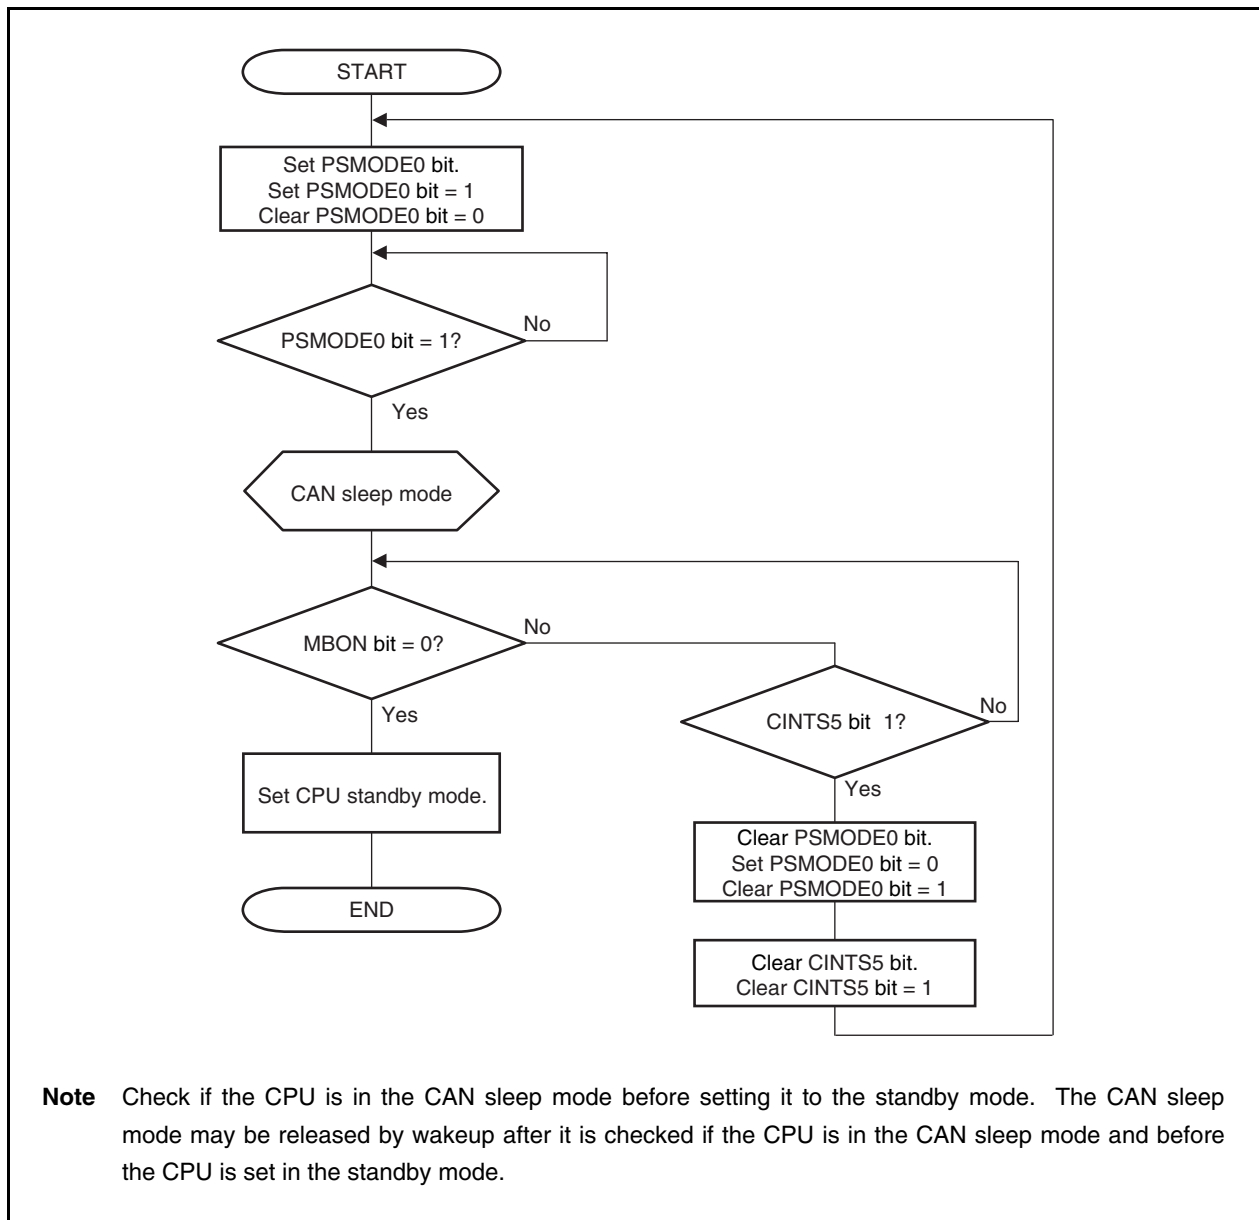 START
Set PSMODE0 bit.
Set PSMODE0 bit = 1
Clear PSMODE0 bit = 0
PSMODE0 bit = 1?
No
Yes
CAN sleep mode
MBON bit = 0?
No
Yes
CINTS5 bit 1?
No
Yes
Set CPU standby mode.
Clear PSMODE0 bit.
Set PSMODE0 bit = 0
Clear PSMODE0 bit = 1
END
Clear CINTS5 bit.
Clear CINTS5 bit = 1
Note Check if the CPU is in the CAN sleep mode before setting it to the standby mode. The CAN sleep
mode may be released by wakeup after it is checked if the CPU is in the CAN sleep mode and before
the CPU is set in the standby mode.